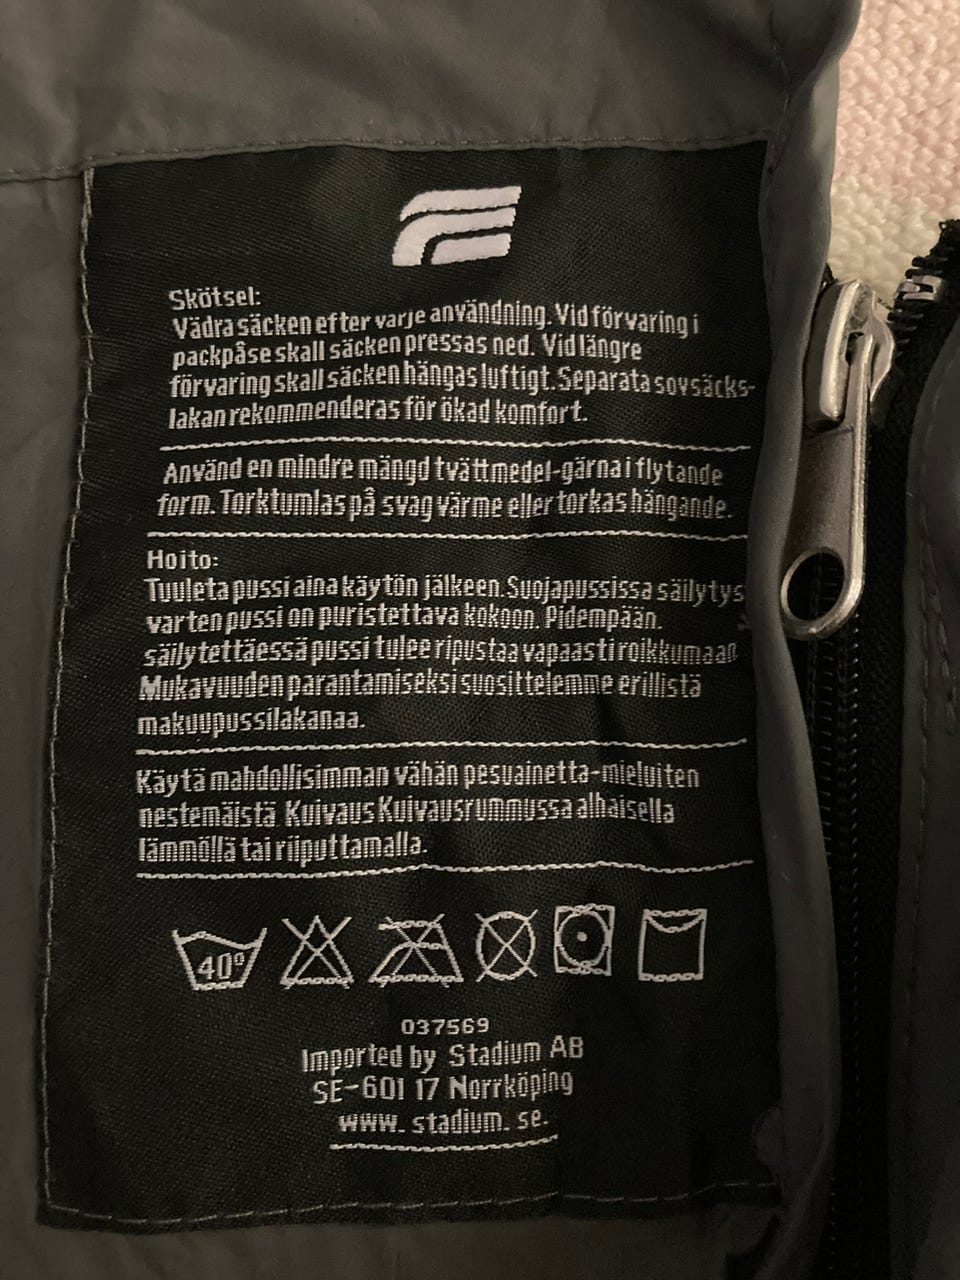 Skötsel:
Vädra säcken efter varje användning. Vid förvaring i
packpåse skall säcken pressas ned. Vid längre
förvaring skall säcken hängas luftigt. Separata sovsäcks-
lakan rekommenderas för ökad komfort.
Använd en mindre mängd tvättmedel-gärna i flytande
form. Torktumlas på svag värme eller torkas hängande.
Hoito:
Tuuleta pussi aina käytön jälkeen. Suojapussissa säilytys
varten pussi on puristettava kokoon. Pidempään.
säilytettäessä pussi tulee ripustaa vapaasti roikkumaan
Mukavuuden parantamiseksi suosittelemme erillistä
makuupussilakanaa.
Käytä mahdollisimman vähän pesuainetta-mieluiten
nestemäistä Kuivaus Kuivausrummussa alhaisella
lämmöllä tai riiputtamalla.
40º
037569
Imported by Stadium AB
SE-601 17 Norrköping
www. stadium. se.